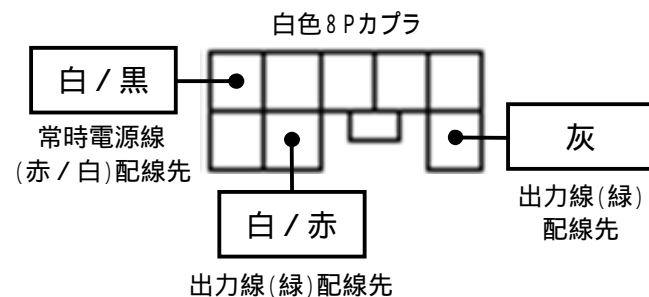 白色8Pカプラ
白/黒
常時電源線
(赤/白)配線先
灰
出力線(緑)
配線先
白/赤
出力線(緑)配線先